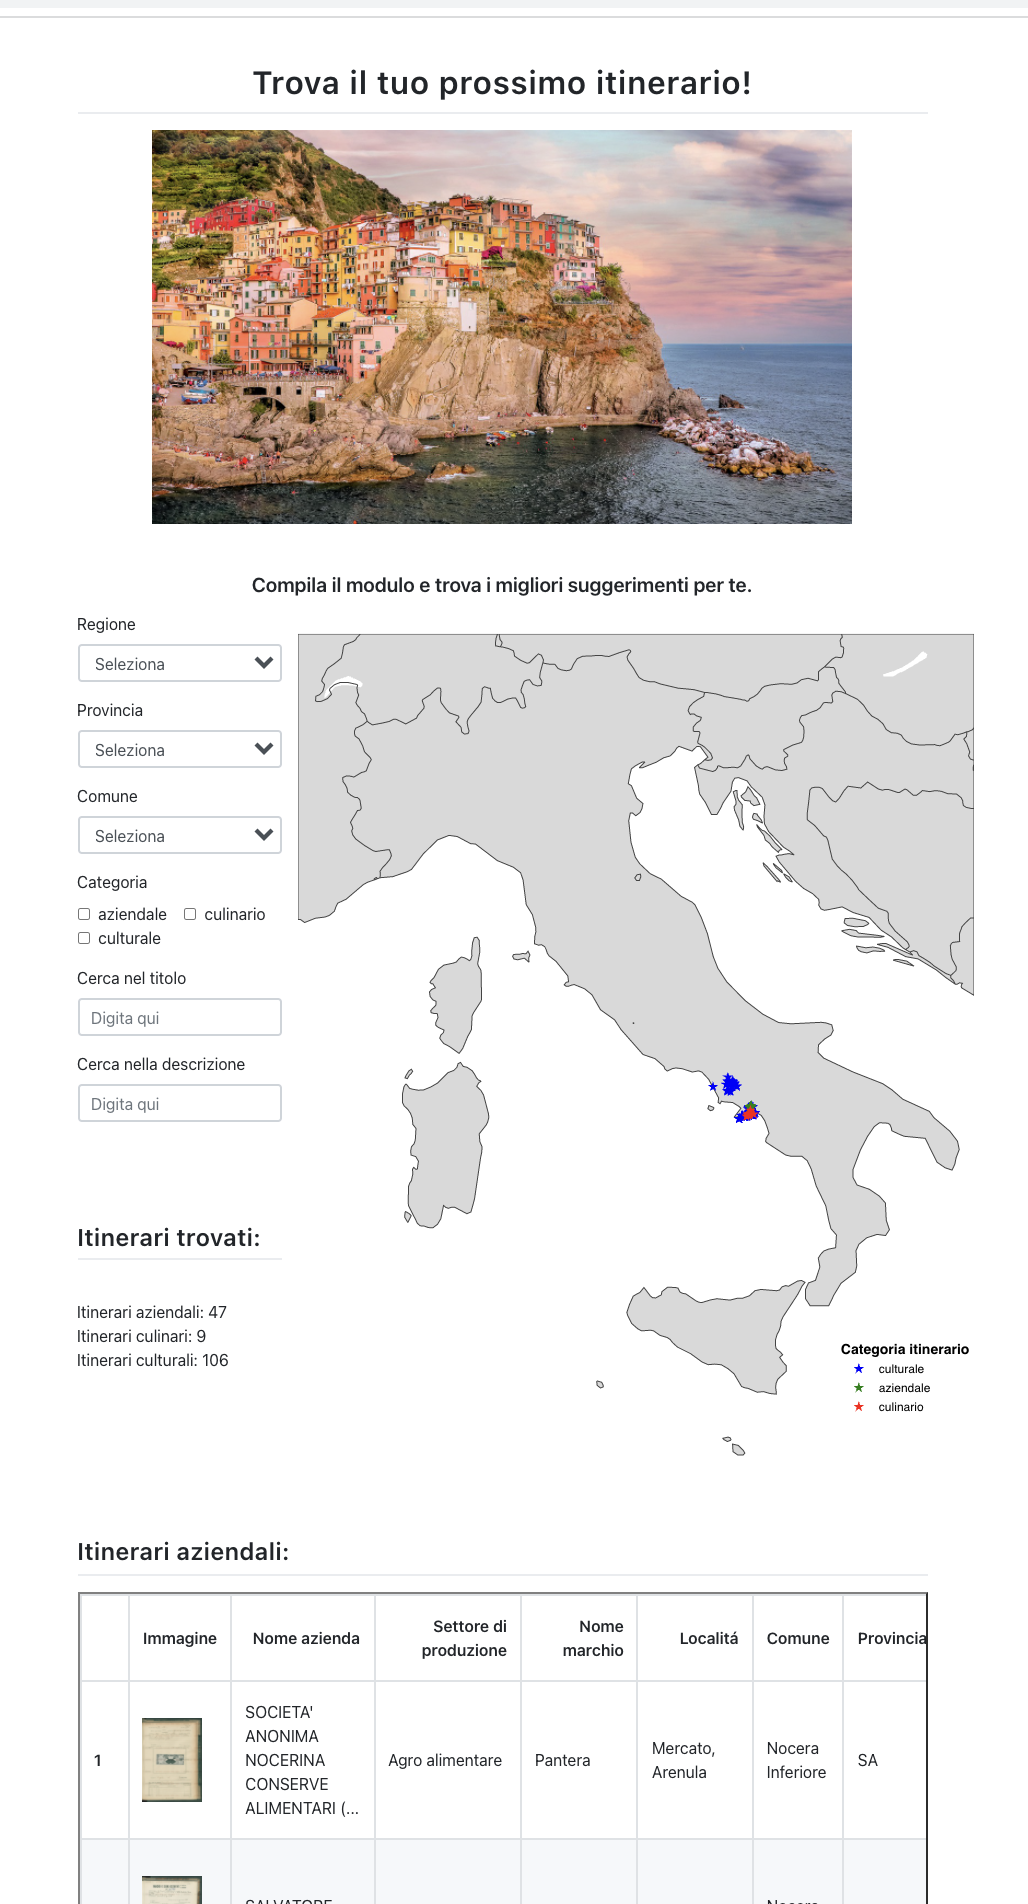 Trova il tuo prossimo itinerario!
Compila il modulo e trova i migliori suggerimenti per te.
Regione
Seleziona
Provincia
Seleziona
Comune
Seleziona
Categoria
aziendale culinario
culturale
Cerca nel titolo
Digita qui
Cerca nella descrizione
Digita qui
Itinerari trovati:
Itinerari aziendali: 47
Itinerari culinari: 9
Itinerari culturali: 106
Categoria itinerario
culturale
aziendale
culinario
Itinerari aziendali:
Immagine
Nome azienda
Settore di
produzione
Nome
marchio
Localitá
Comune
Provincia
1
SOCIETA'
ANONIMA
NOCERINA
CONSERVE
ALIMENTARI (...
Agro alimentare
Pantera
Mercato,
Arenula
Nocera
Inferiore
SA